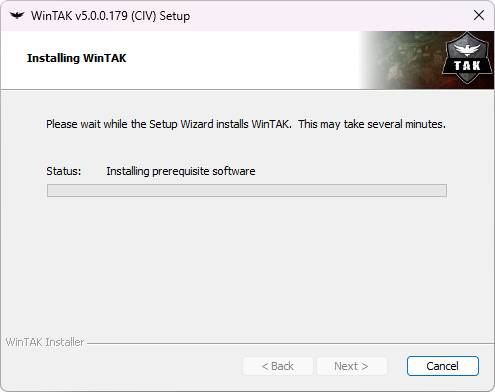 WinTAK v5.0.0.179 (CIV) Setup
Installing WinTAK
TAK
Please wait while the Setup Wizard installs WinTAK. This may take several minutes.
Status: Installing prerequisite software
WinTAK Installer
< Back Next > Cancel